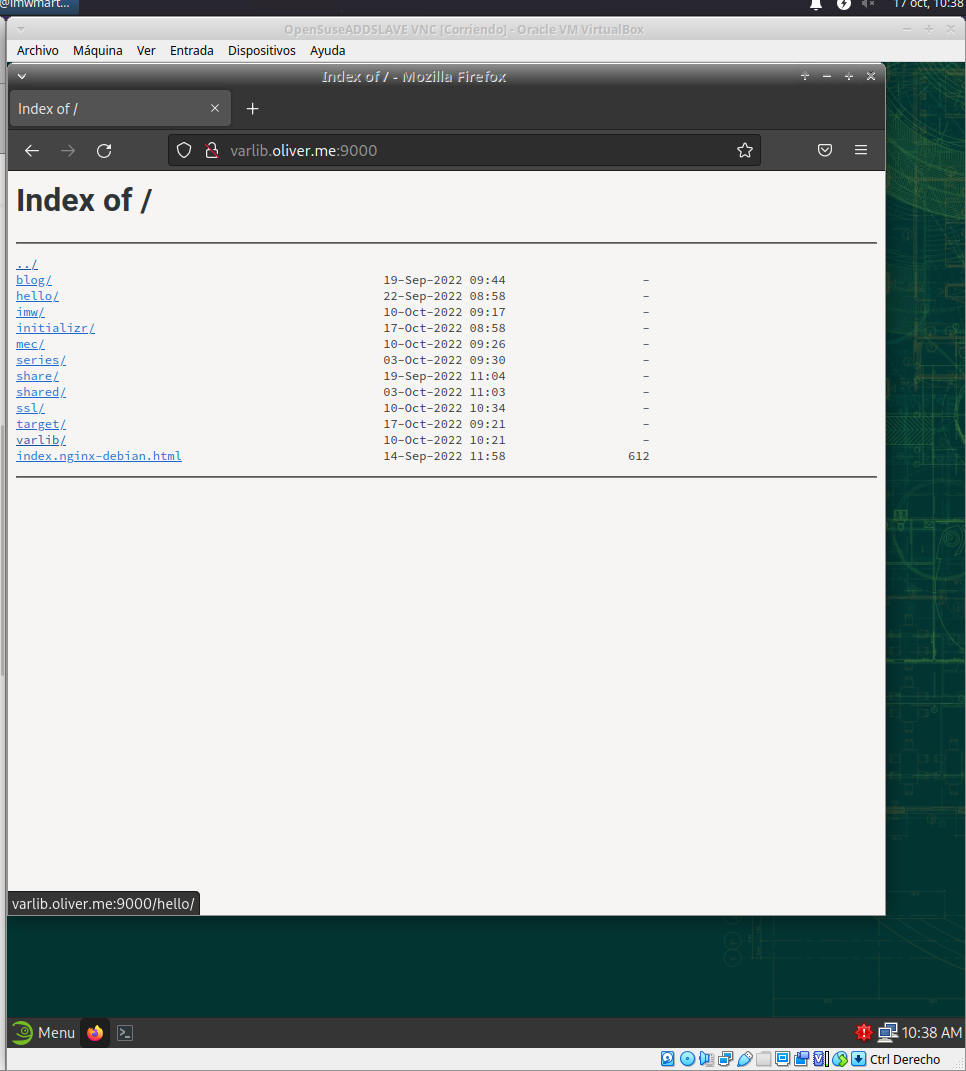 @imwmart... 17 oct, 10:38
OpenSuseADDSLAVE VNC [Corriendo] - Oracle VM VirtualBox
Archivo Máquina Ver Entrada Dispositivos Ayuda
Index of / - Mozilla Firefox
Index of /
varlib.oliver.me:9000
Index of /
../
blog/ 19-Sep-2022 09:44 -
hello/ 22-Sep-2022 08:58 -
imw/ 10-Oct-2022 09:17 -
initializr/ 17-Oct-2022 08:58 -
mec/ 10-Oct-2022 09:26 -
series/ 03-Oct-2022 09:30 -
share/ 19-Sep-2022 11:04 -
shared/ 03-Oct-2022 11:03 -
ssl/ 10-Oct-2022 10:34 -
target/ 17-Oct-2022 09:21 -
varlib/ 10-Oct-2022 10:21 -
index.nginx-debian.html 14-Sep-2022 11:58 612
varlib.oliver.me:9000/hello/
Menu 10:38 AM
Ctrl Derecho